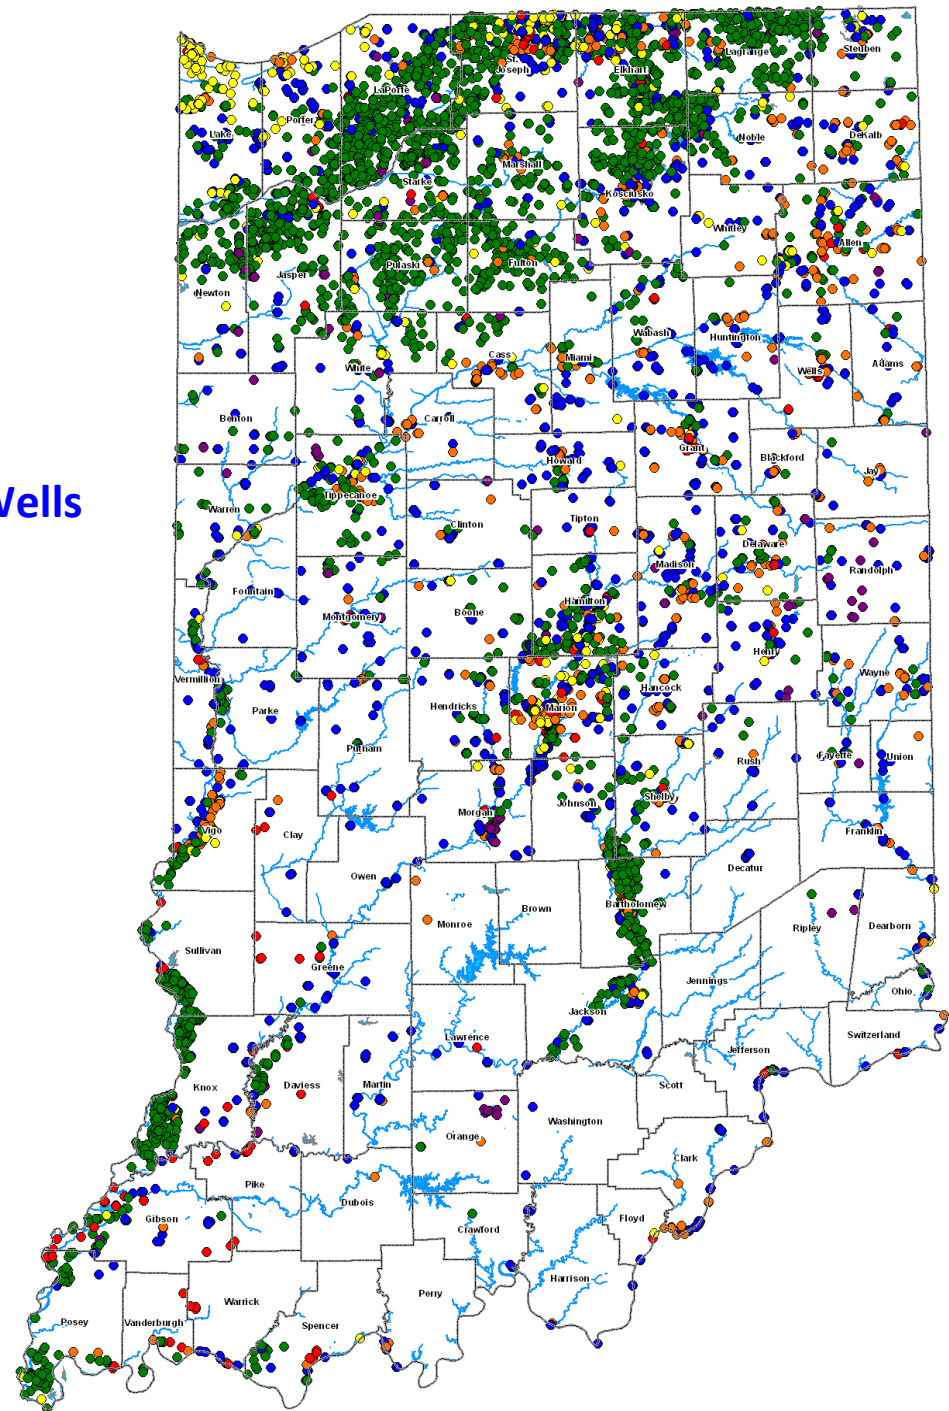 Steuben
Lagrange
St.
Joseph
Elkhart
LaPorte
Porter
Lake
Noble
DeKalb
Marshall
Starke
Kosciusko
Whitley
Allen
Pulaski
Fulton
Jasper
Newton
Wabash
Huntington
Cass
Miami
White
Wells
Adams
Benton
Carroll
Grant
Howard
Blackford
Jay
Wells
Tippecanoe
Warren
Clinton
Tipton
Delaware
Madison
Randolph
Fountain
Hamilton
Boone
Montgomery
Henry
Vermillion
Wayne
Hancock
Hendricks
Marion
Parke
Putnam
Fayette
Union
Rush
Shelby
Johnson
Morgan
Vigo
Clay
Franklin
Decatur
Owen
Bartholomew
Brown
Monroe
Ripley
Dearborn
Sullivan
Greene
Jennings
Ohio
Jackson
Lawrence
Switzerland
Jefferson
Knox
Daviess
Martin
Scott
Washington
Orange
Clark
Pike
Dubois
Gibson
Floyd
Crawford
Harrison
Perry
Warrick
Posey
Vanderburgh
Spencer